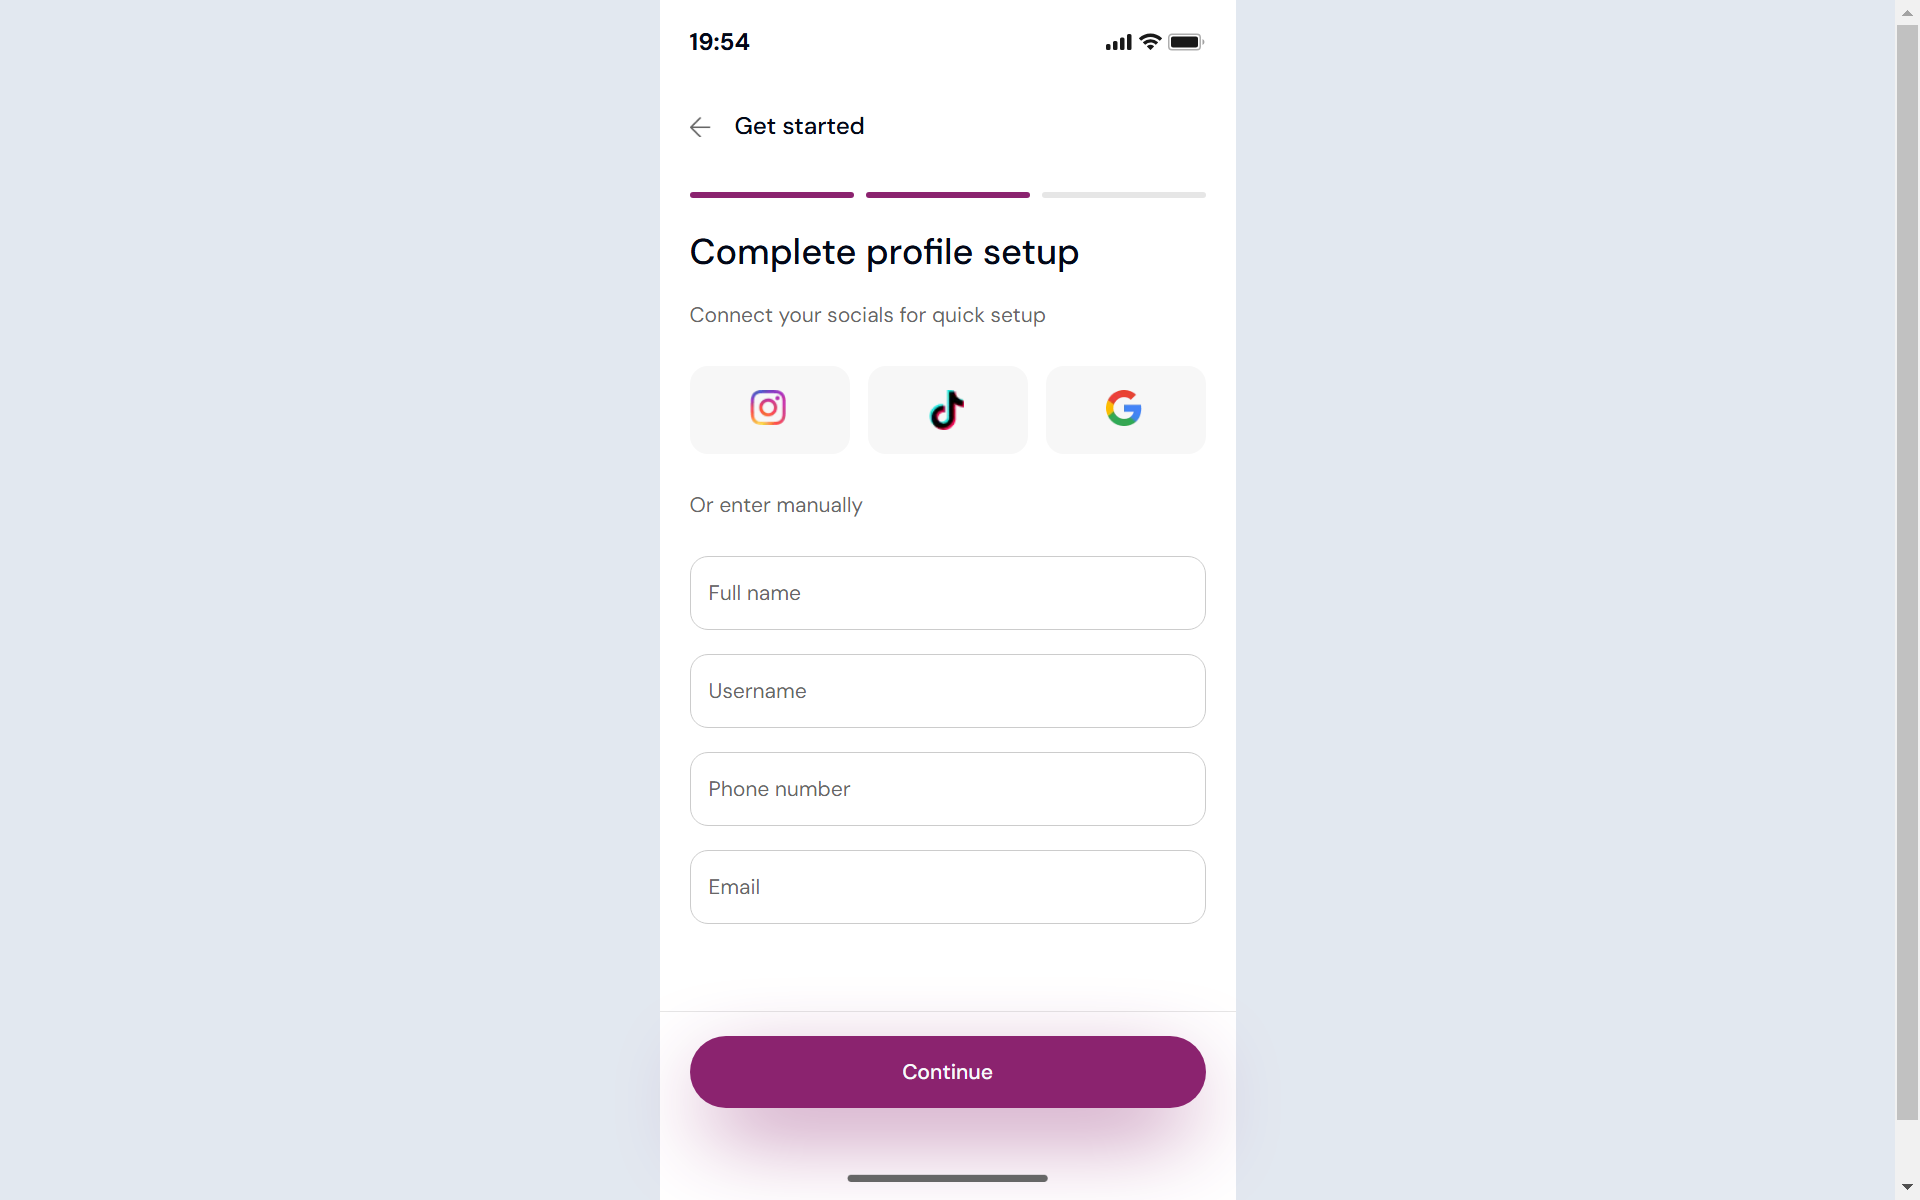 19:54
Get started
Complete profile setup
Connect your socials for quick setup
Or enter manually
Full name
Username
Phone number
Email
Continue